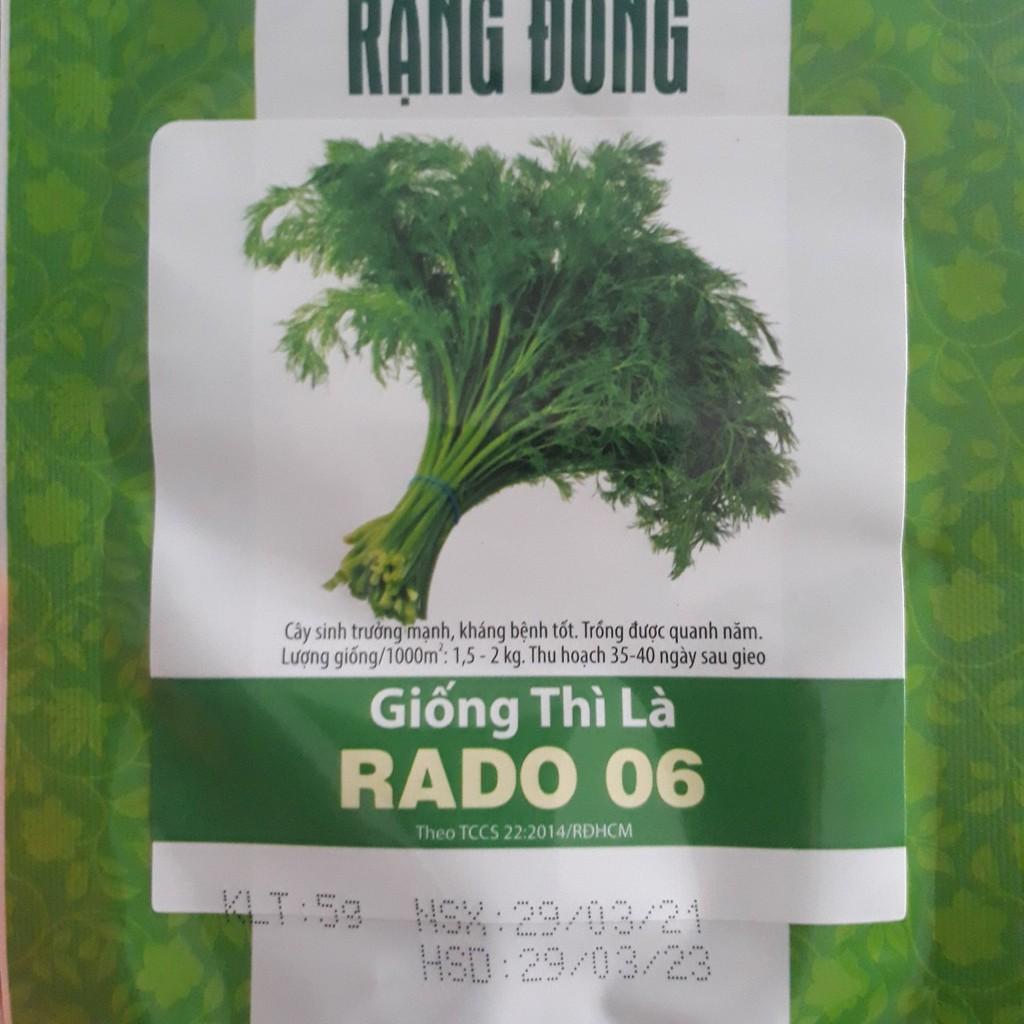 RẠNG ĐÔNG
Cây sinh trưởng mạnh, kháng bệnh tốt. Trồng được quanh năm.
Lượng giống/1000m²: 1,5 - 2 kg. Thu hoạch 35-40 ngày sau gieo
Giống Thì Là
RADO 06
Theo TCCS 22:2014/RĐHCM
KLT:5g NSX:29/03/21
HSD:29/03/23